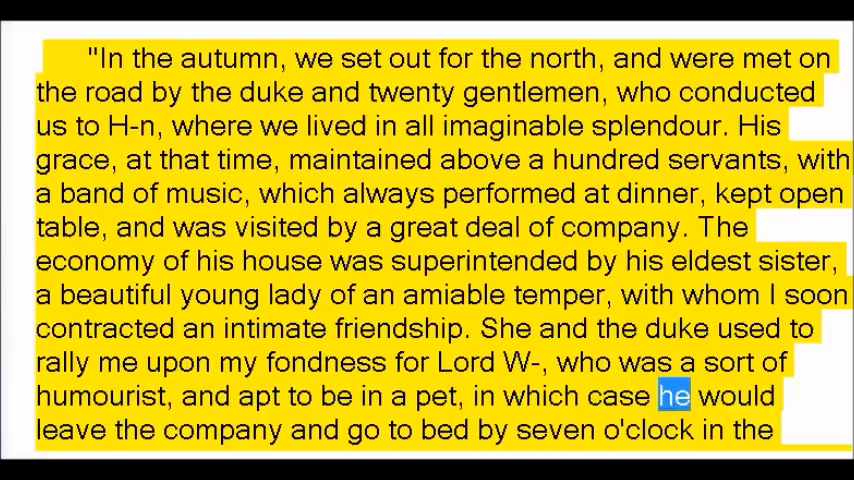 "In the autumn, we set out for the north, and were met on
the road by the duke and twenty gentlemen, who conducted
us to H-n, where we lived in all imaginable splendour. His
grace, at that time, maintained above a hundred servants, with
a band of music, which always performed at dinner, kept open
table, and was visited by a great deal of company. The
economy of his house was superintended by his eldest sister,
a beautiful young lady of an amiable temper, with whom I soon
contracted an intimate friendship. She and the duke used to
rally me upon my fondness for Lord W-, who was a sort of
humourist, and apt to be in a pet, in which case he would
leave the company and go to bed by seven o'clock in the